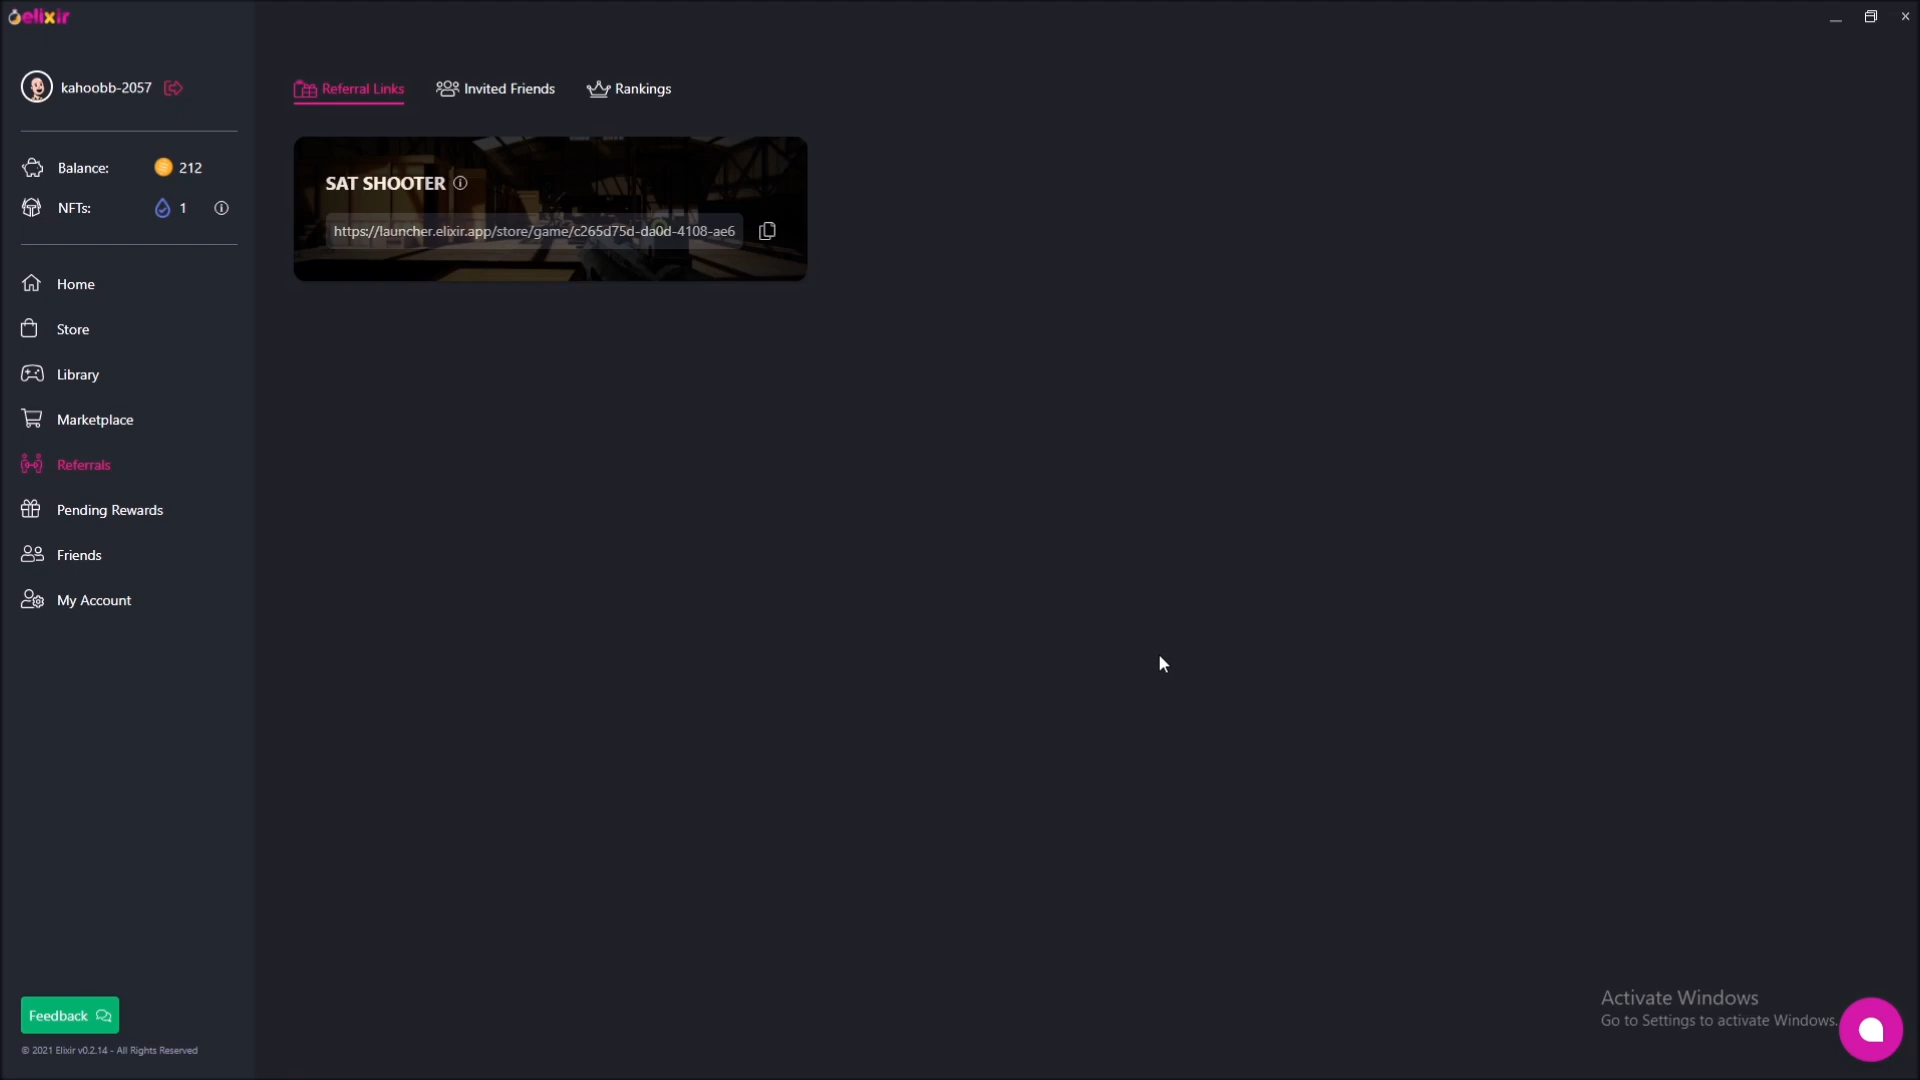 elixir
kahoobb-2057
Balance: 212
NFTs: 1
Home
Store
Library
Marketplace
Referrals
Pending Rewards
Friends
My Account
Feedback
© 2021 Elixir v0.2.14 - All Rights Reserved
Referral Links Invited Friends Rankings
SAT SHOOTER
https://launcher.elixir.app/store/game/c265d75d-da0d-4108-ae6
Activate Windows
Go to Settings to activate Windows.